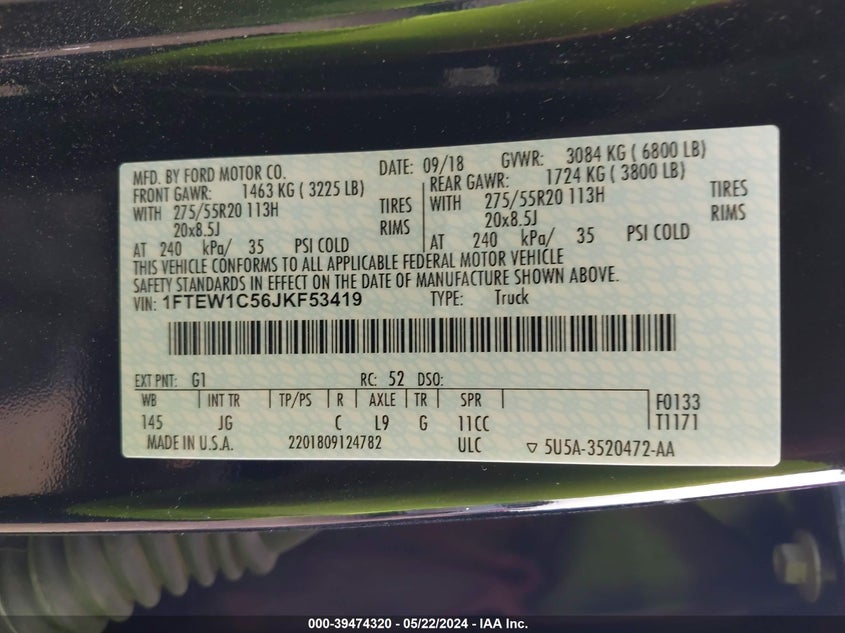 MFD. BY FORD MOTOR CO. DATE: 09/18 GVWR: 3084 KG ( 6800 LB)
FRONT GAWR: 1463 KG ( 3225 LB) REAR GAWR: 1724 KG ( 3800 LB)
WITH 275/55R20 113H TIRES WITH 275/55R20 113H TIRES
20x8.5J RIMS 20x8.5J RIMS
AT 240 kPa/ 35 PSI COLD AT 240 kPa/ 35 PSI COLD
THIS VEHICLE CONFORMS TO ALL APPLICABLE FEDERAL MOTOR VEHICLE
SAFETY STANDARDS IN EFFECT ON THE DATE OF MANUFACTURE SHOWN ABOVE.
VIN: 1FTEW1C56JKF53419 TYPE: Truck
EXT PNT: G1 RC: 52 DSO:
WB INT TR TP/PS R AXLE TR SPR F0133
145 JG C L9 G 11CC T1171
MADE IN U.S.A. 2201809124782 ULC ▽ 5U5A-3520472-AA
000-39474320 - 05/22/2024 - IAA Inc.